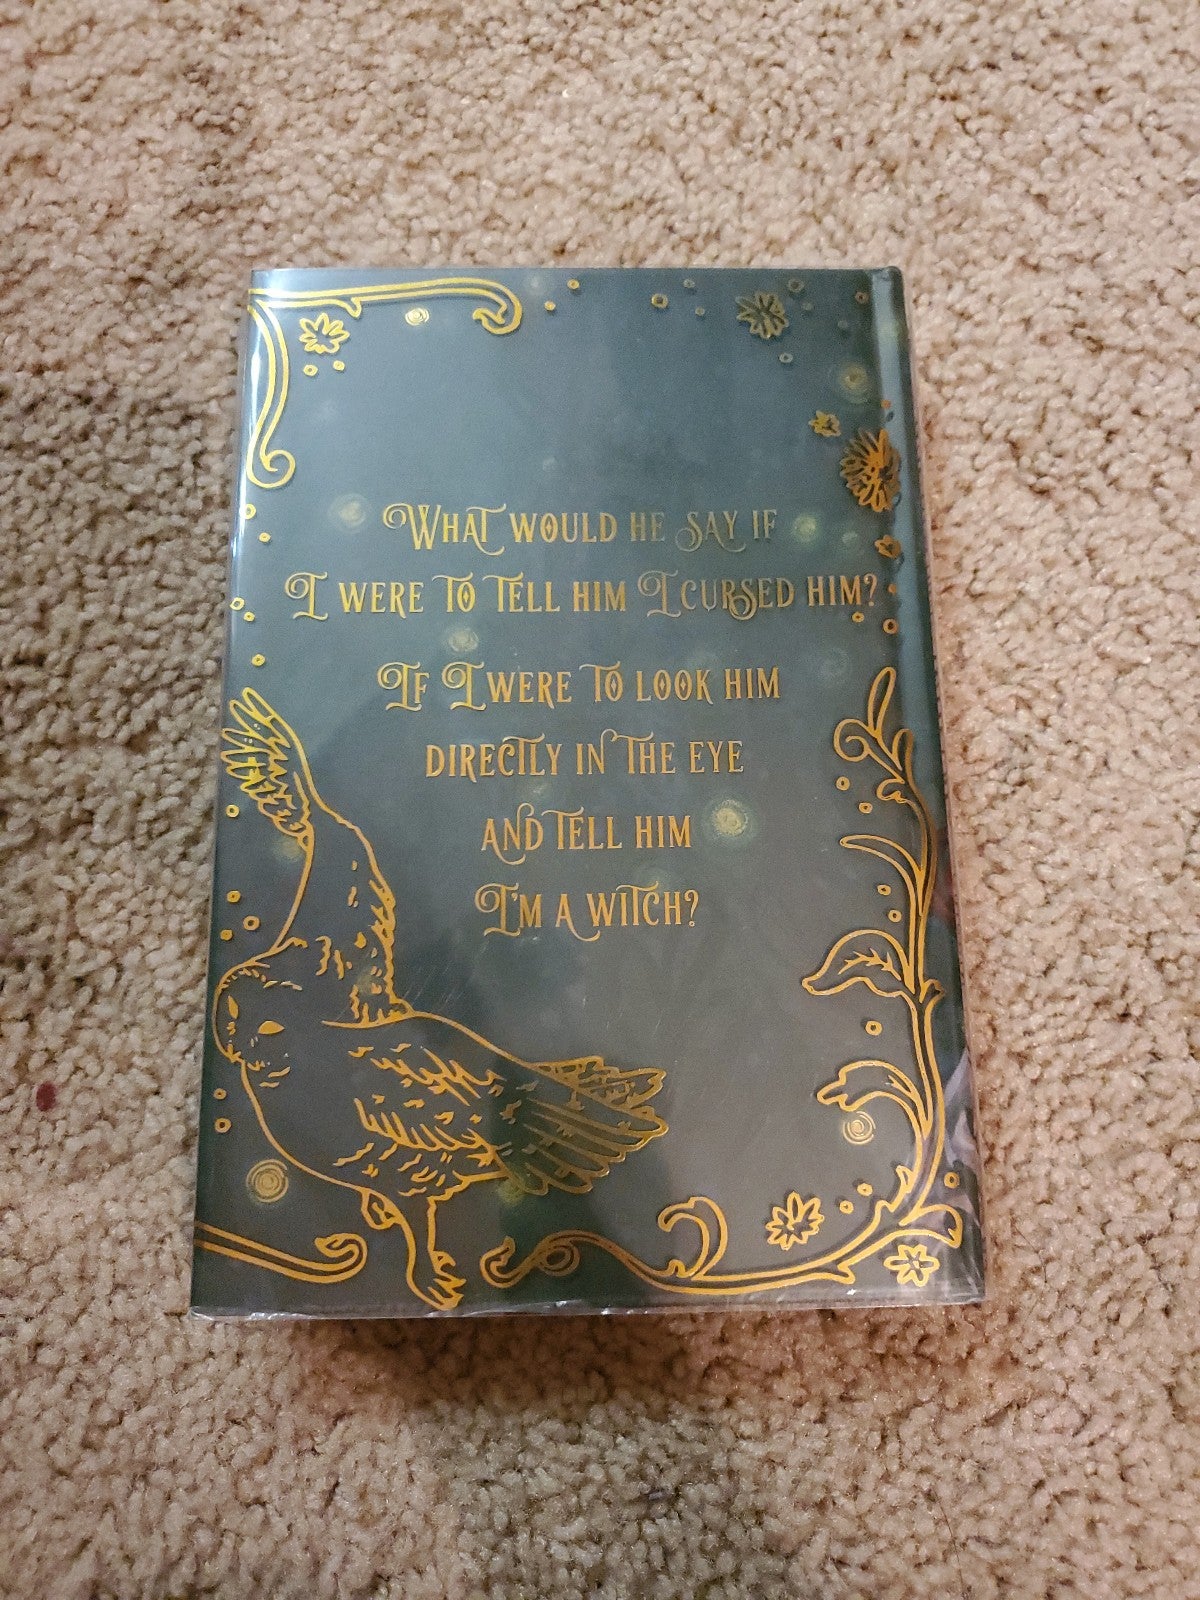 What would he say if
I were to tell him I cursed him?
If I were to look him
directly in the eye
and tell him
I'm a witch?